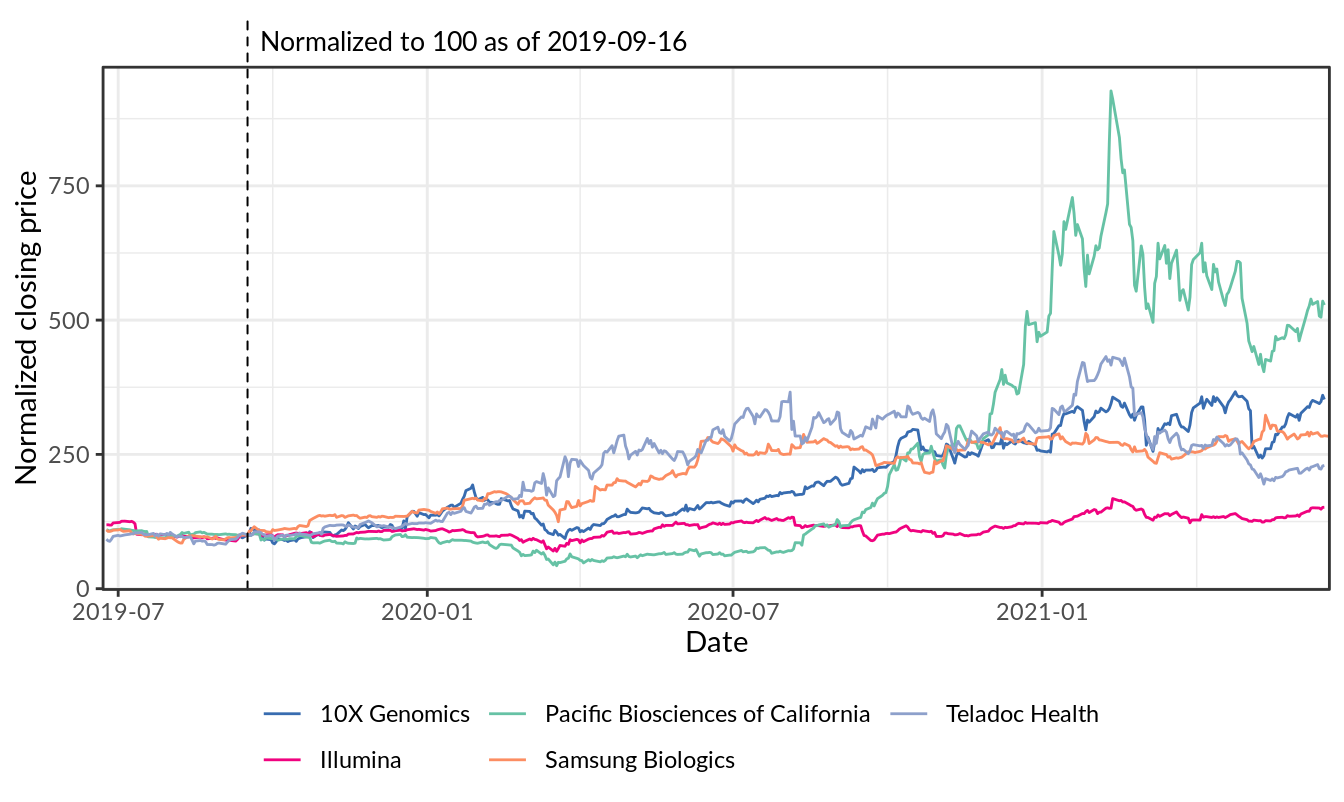 Normalized to 100 as of 2019-09-16
Normalized closing price
750
500
250
0
2019-07 2020-01 2020-07 2021-01
Date
10X Genomics Pacific Biosciences of California Teladoc Health
Illumina Samsung Biologics